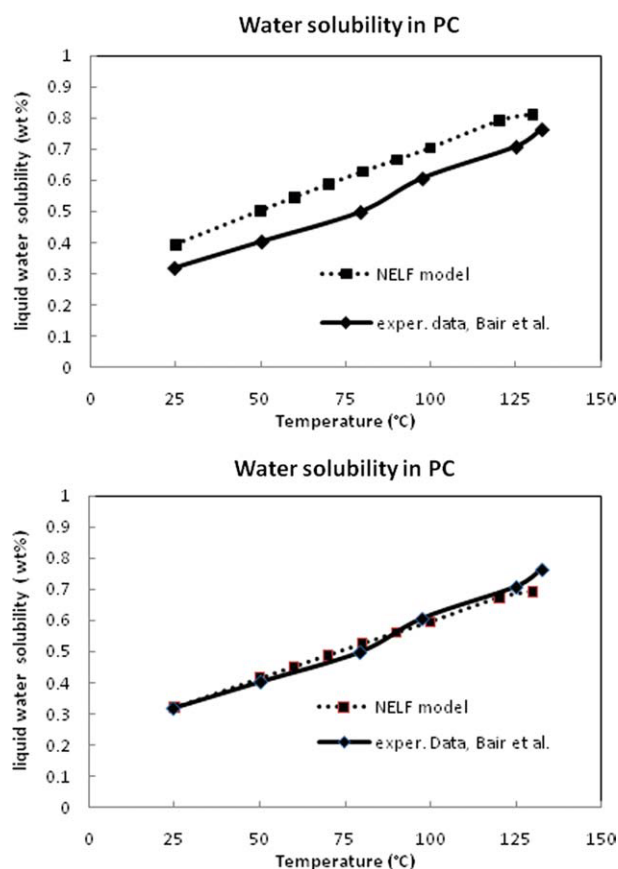 Water solubility in PC
liquid water solubility (wt%)
1
0.9
0.8
0.7
0.6
0.5
0.4
0.3
0.2
0.1
0
NELF model
exper. data, Bair et al.
0 25 50 75 100 125 150
Temperature (°C)
Water solubility in PC
liquid water solubility ( wt%)
1
0.9
0.8
0.7
0.6
0.5
0.4
0.3
0.2
0.1
0
NELF model
exper. Data, Bair et al.
0 25 50 75 100 125 150
Temperature (°C)